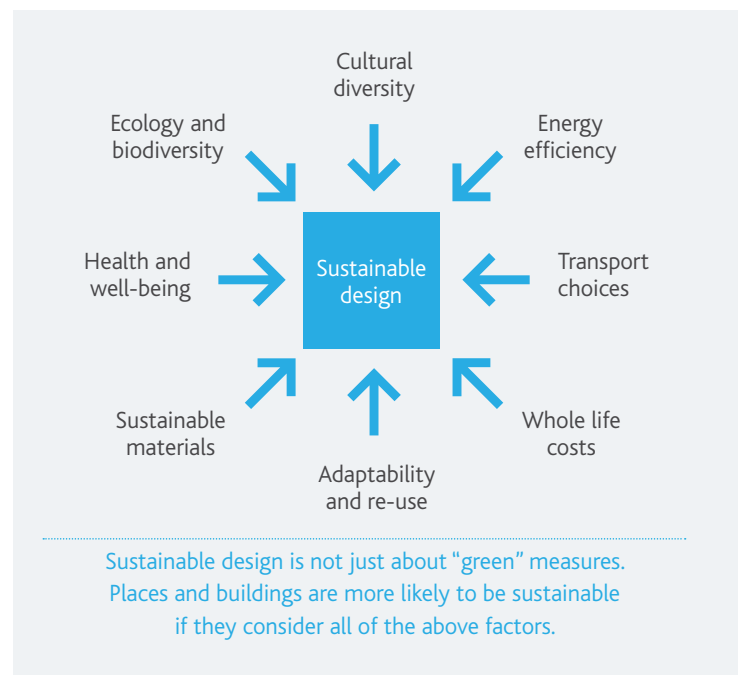 Cultural
diversity
Energy
efficiency
Transport
choices
Whole life
costs
Adaptability
and re-use
Sustainable
materials
Health and
well-being
Ecology and
biodiversity
Sustainable
design
Sustainable design is not just about “green” measures.
Places and buildings are more likely to be sustainable
if they consider all of the above factors.